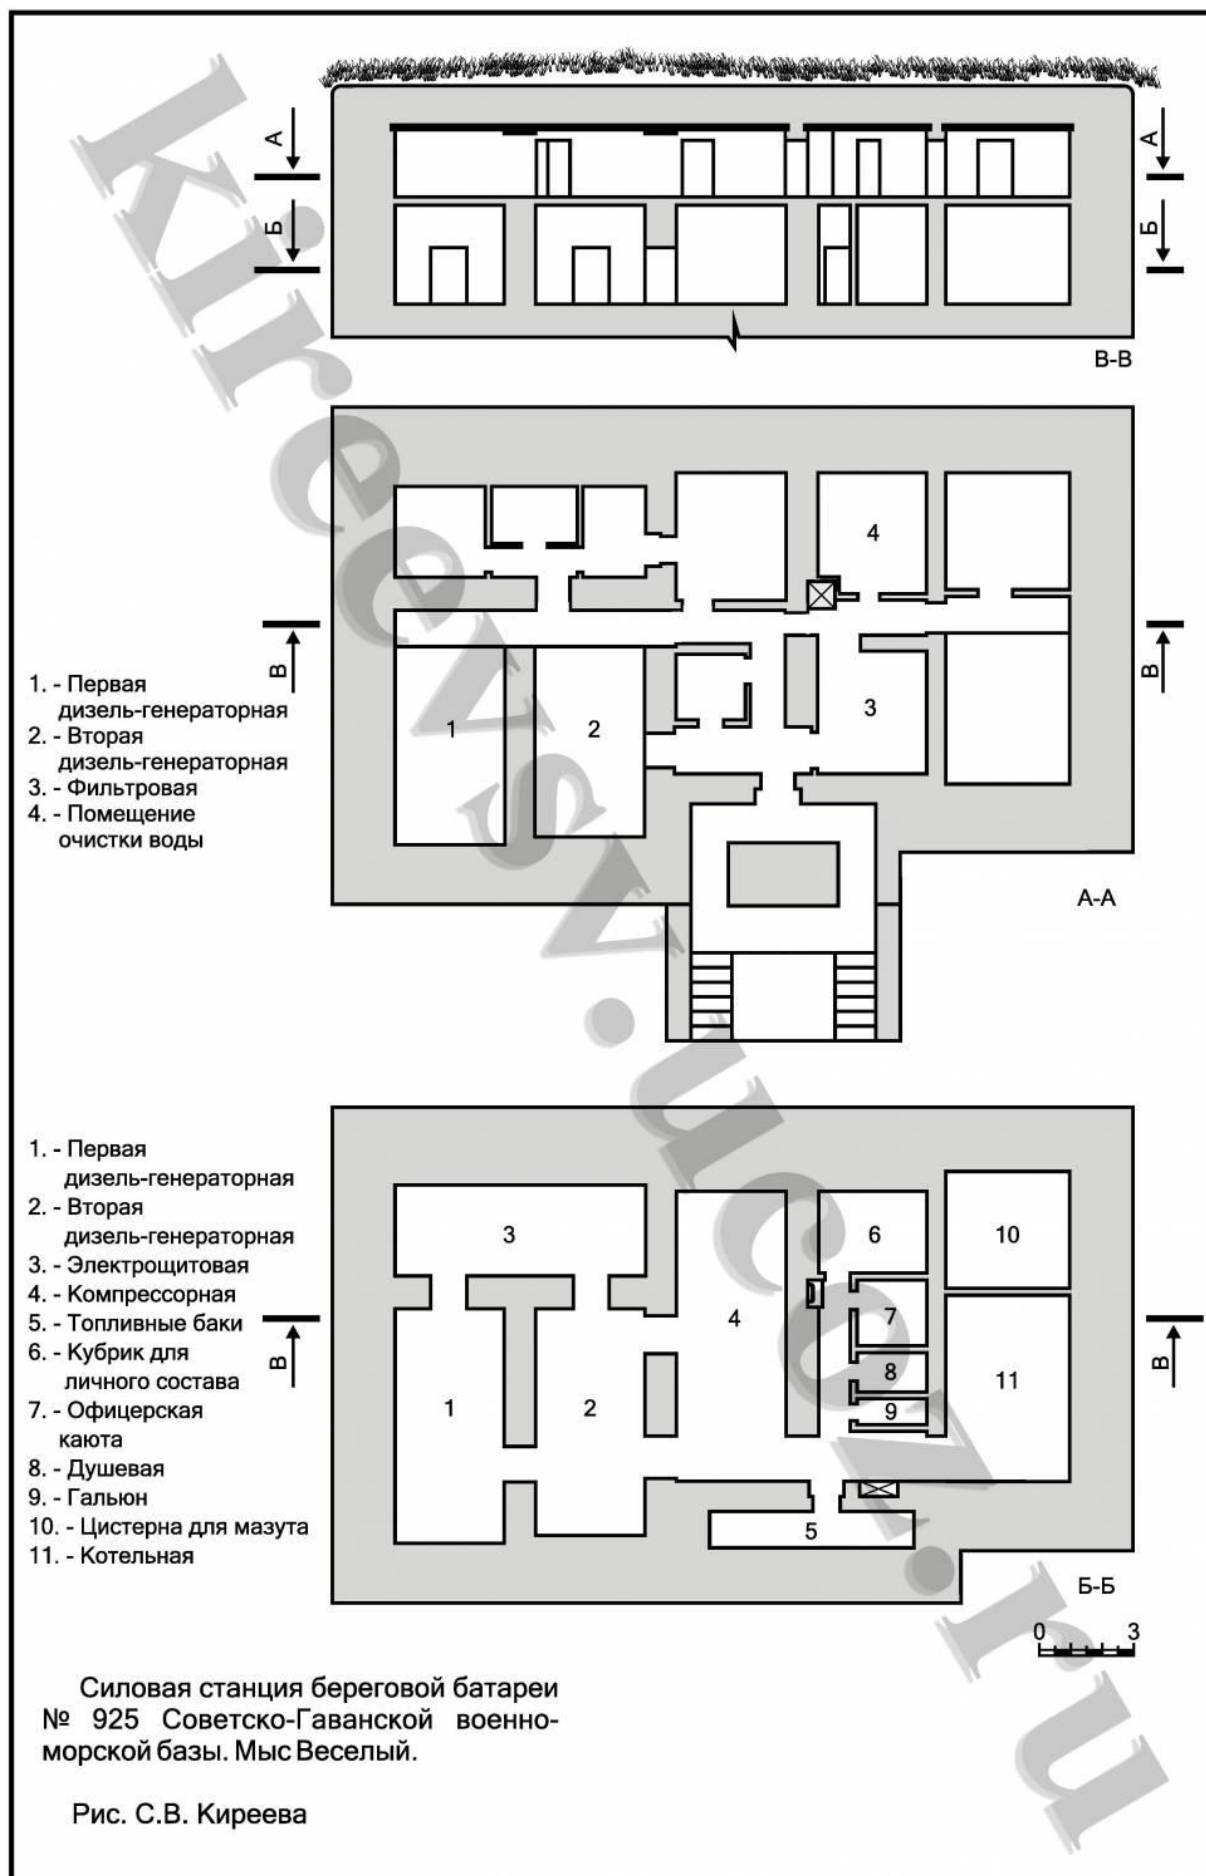 А
А
Б
Б
В-В
4
В
В
1. - Первая
дизель-генераторная
2. - Вторая
дизель-генераторная
3. - Фильтровая
4. - Помещение
очистки воды
1
2
3
А-А
1. - Первая
дизель-генераторная
2. - Вторая
дизель-генераторная
3. - Электрощитовая
4. - Компрессорная
5. - Топливные баки
6. - Кубрик для
личного состава
7. - Офицерская
каюта
8. - Душевая
9. - Гальюн
10. - Цистерна для мазута
11. - Котельная
3
6
10
4
7
В
В
8
11
1
2
9
5
Б-Б
0 3
Силовая станция береговой батареи
№ 925 Советско-Гаванской военно-
морской базы. Мыс Веселый.
Рис. С.В. Киреева
kireevsv.ucoz.ru